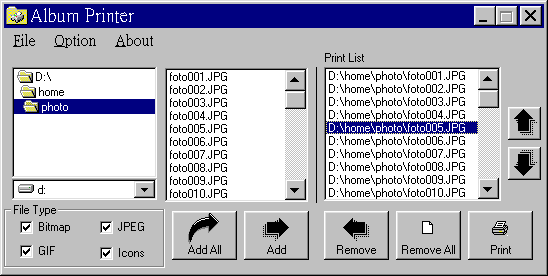 Album Printer
File Option About
Print List
D:\
home
photo
d:
foto001.JPG
foto002.JPG
foto003.JPG
foto004.JPG
foto005.JPG
foto006.JPG
foto007.JPG
foto008.JPG
foto009.JPG
foto010.JPG
D:\home\photo\foto001.JPG
D:\home\photo\foto002.JPG
D:\home\photo\foto003.JPG
D:\home\photo\foto004.JPG
D:\home\photo\foto005.JPG
D:\home\photo\foto006.JPG
D:\home\photo\foto007.JPG
D:\home\photo\foto008.JPG
D:\home\photo\foto009.JPG
D:\home\photo\foto010.JPG
File Type
Bitmap JPEG
GIF Icons
Add All Add Remove Remove All Print